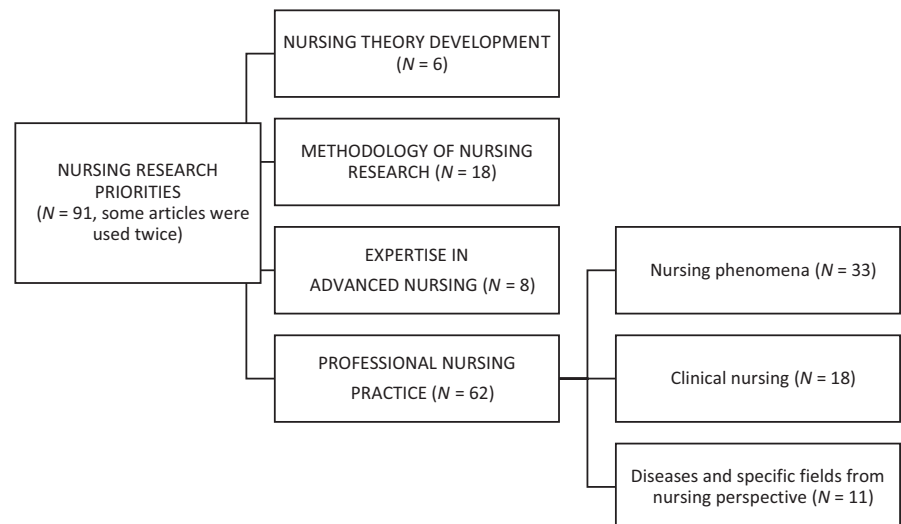 NURSING THEORY DEVELOPMENT
(N = 6)
NURSING RESEARCH
PRIORITIES
(N = 91, some articles were
used twice)
METHODOLOGY OF NURSING
RESEARCH (N = 18)
EXPERTISE IN
ADVANCED NURSING (N = 8)
PROFESSIONAL NURSING
PRACTICE (N = 62)
Nursing phenomena (N = 33)
Clinical nursing (N = 18)
Diseases and specific fields from
nursing perspective (N = 11)